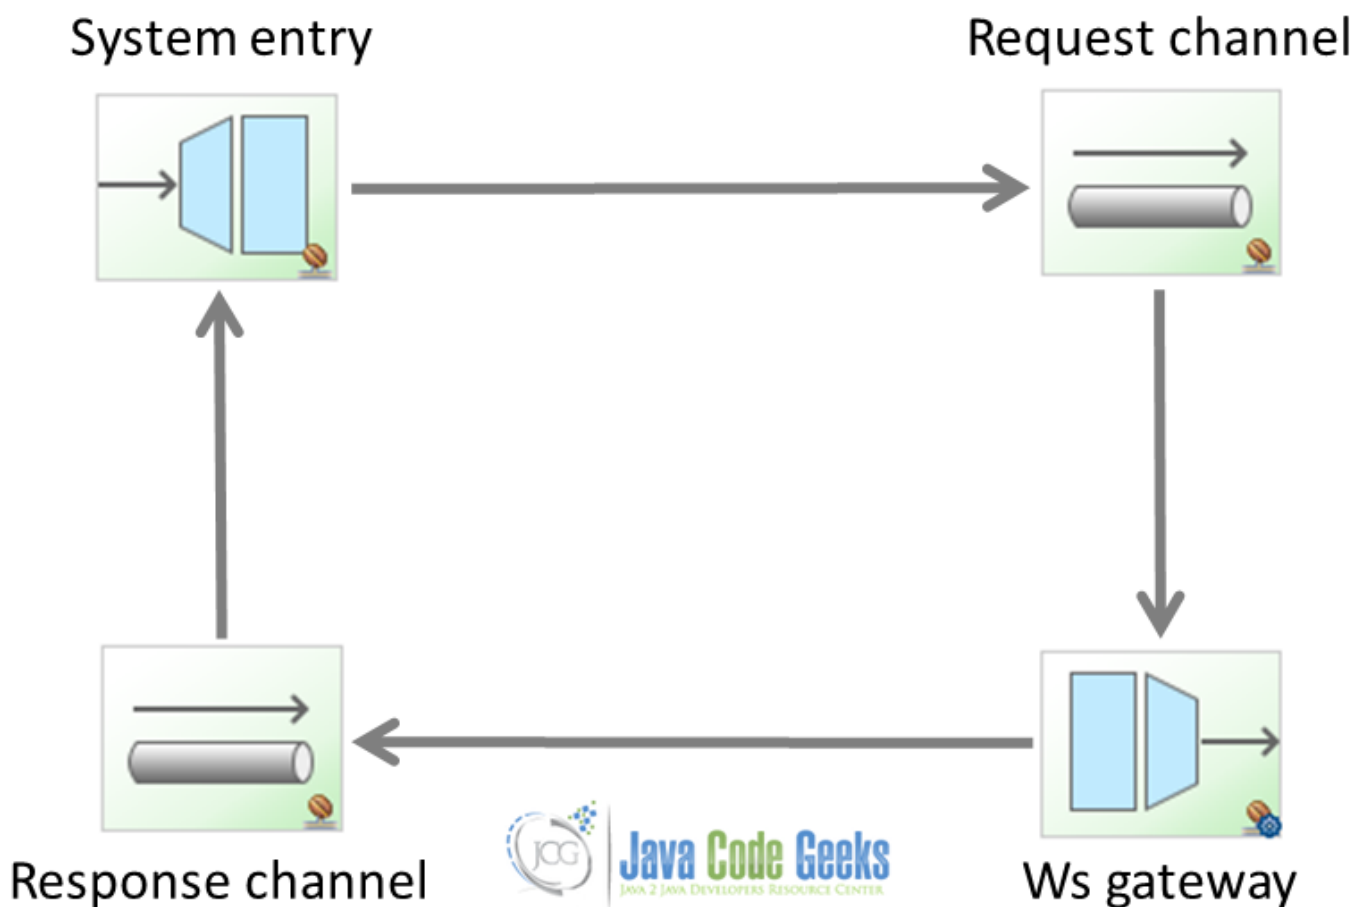 System entry
Request channel
Response channel
JCG
Java Code Geeks
JAVA 2 JAVA DEVELOPERS RESOURCE CENTER
Ws gateway